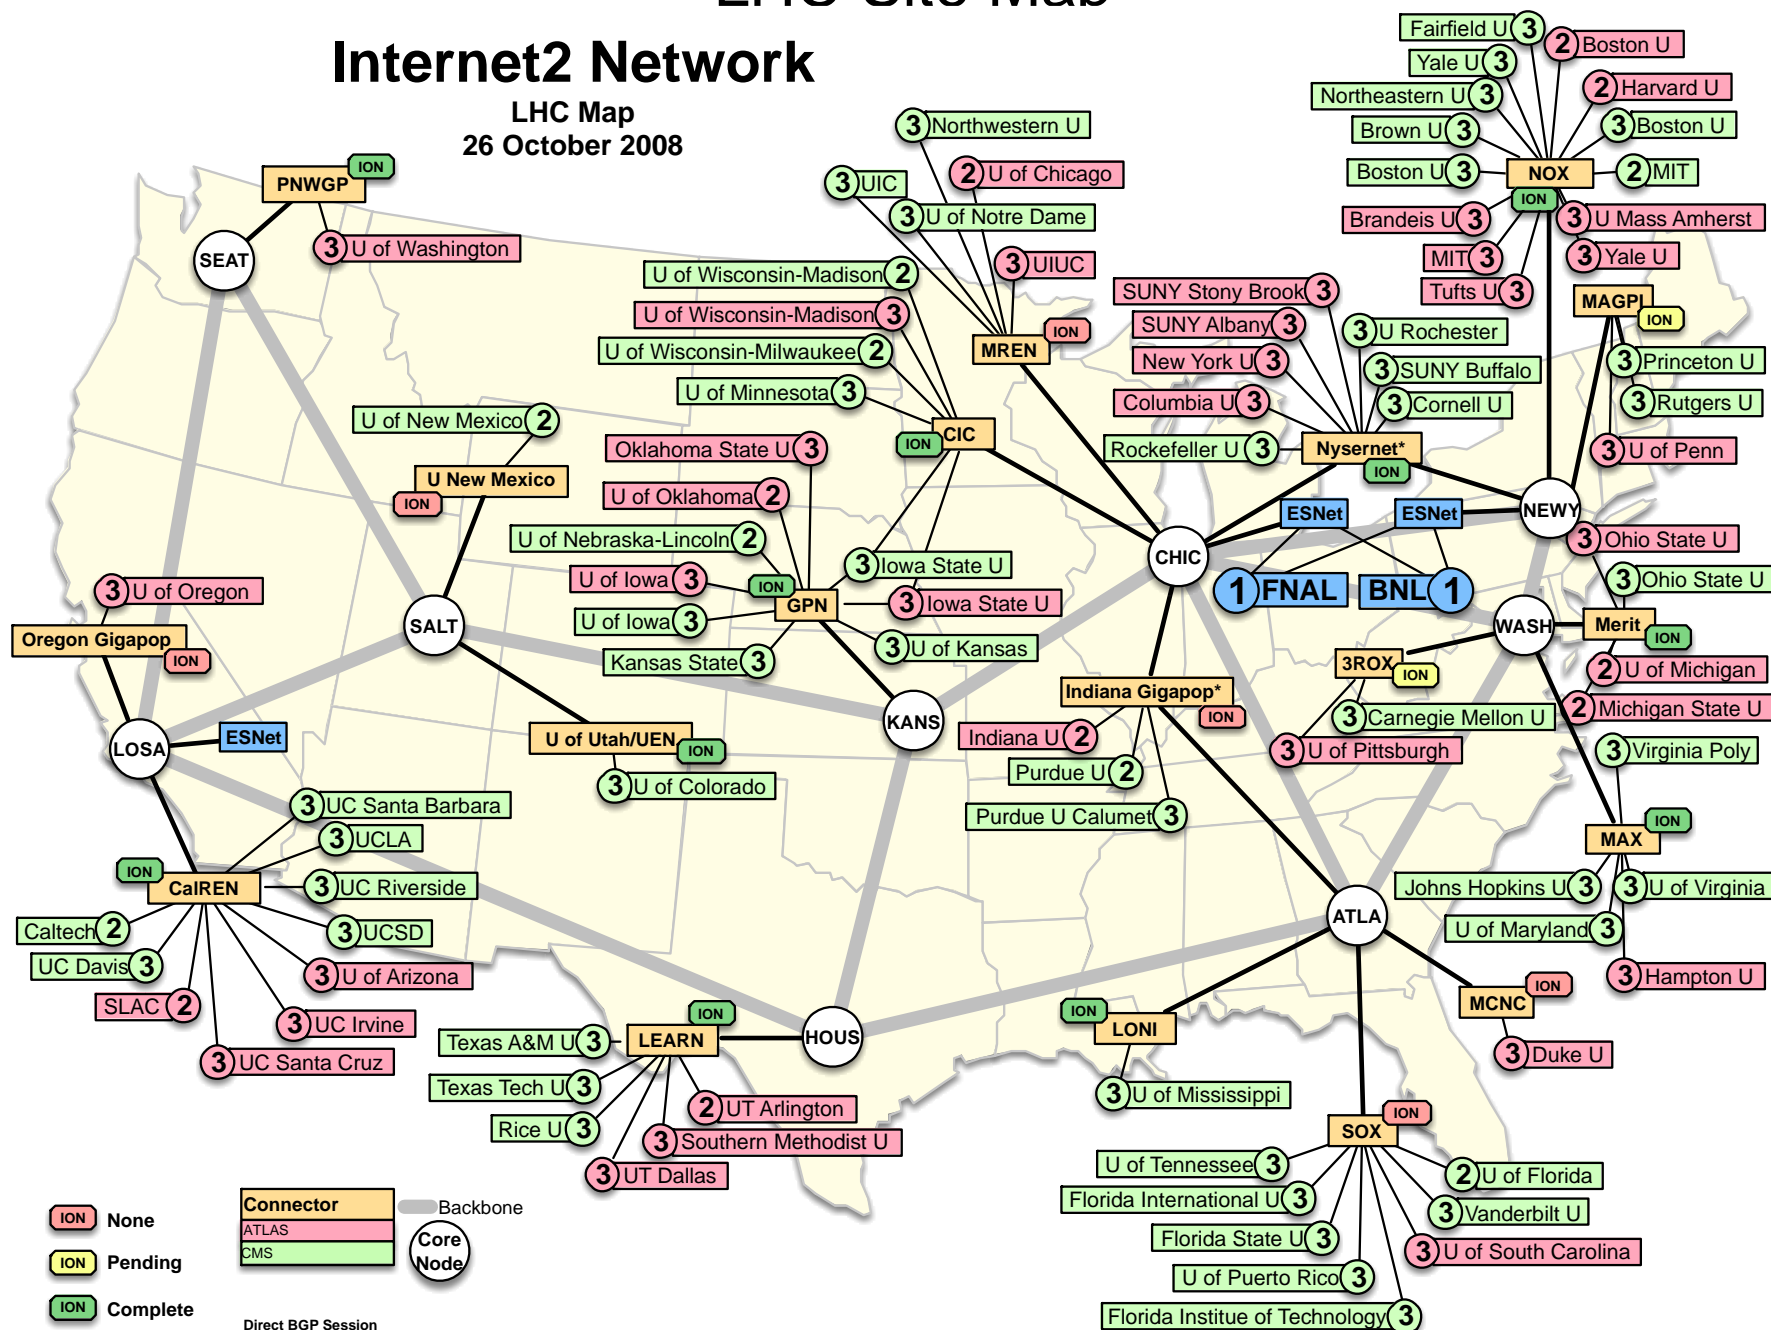 LHC Site Map
Internet2 Network
LHC Map
26 October 2008
Fairfield U 3
2 Boston U
Yale U 3
2 Harvard U
Northeastern U 3
3 Boston U
Brown U 3
Boston U 3
NOX
ION
2 MIT
Brandeis U 3
3 U Mass Amherst
MIT 3
3 Yale U
Tufts U 3
3 Northwestern U
3 UIC
2 U of Chicago
3 U of Notre Dame
3 UIUC
MREN
ION
PNWGP
ION
3 U of Washington
SEAT
U of Wisconsin-Madison 2
U of Wisconsin-Madison 3
U of Wisconsin-Milwaukee 2
U of Minnesota 3
CIC
ION
SUNY Stony Brook 3
SUNY Albany 3
New York U 3
Columbia U 3
Rockefeller U 3
3 U Rochester
3 SUNY Buffalo
3 Cornell U
Nysernet*
ION
MAGPI
ION
3 Princeton U
3 Rutgers U
3 U of Penn
U of New Mexico 2
U New Mexico
ION
Oklahoma State U 3
U of Oklahoma 2
U of Nebraska-Lincoln 2
U of Iowa 3
U of Iowa 3
Kansas State 3
ION
GPN
3 Iowa State U
3 Iowa State U
3 U of Kansas
CHIC
ESNet
ESNet
NEWY
1 FNAL
BNL 1
3 Ohio State U
3 Ohio State U
WASH
Merit
ION
2 U of Michigan
2 Michigan State U
3ROX
ION
3 Carnegie Mellon U
3 U of Pittsburgh
3 U of Oregon
Oregon Gigapop
ION
SALT
LOSA
ESNet
KANS
U of Utah/UEN
ION
3 U of Colorado
Indiana Gigapop*
ION
Indiana U 2
Purdue U 2
Purdue U Calumet 3
3 Virginia Poly
MAX
ION
Johns Hopkins U 3
3 U of Virginia
U of Maryland 3
3 Hampton U
3 UC Santa Barbara
3 UCLA
ION
CalREN
3 UC Riverside
Caltech 2
3 UCSD
UC Davis 3
3 U of Arizona
SLAC 2
3 UC Irvine
3 UC Santa Cruz
ATLA
MCNC
ION
3 Duke U
ION
LONI
3 U of Mississippi
HOUS
LEARN
ION
Texas A&M U 3
Texas Tech U 3
Rice U 3
2 UT Arlington
3 Southern Methodist U
3 UT Dallas
SOX
ION
U of Tennessee 3
2 U of Florida
Florida International U 3
3 Vanderbilt U
Florida State U 3
3 U of South Carolina
U of Puerto Rico 3
Florida Institue of Technology 3
ION None
ION Pending
ION Complete
Connector
ATLAS
CMS
Backbone
Core
Node
Direct BGP Session